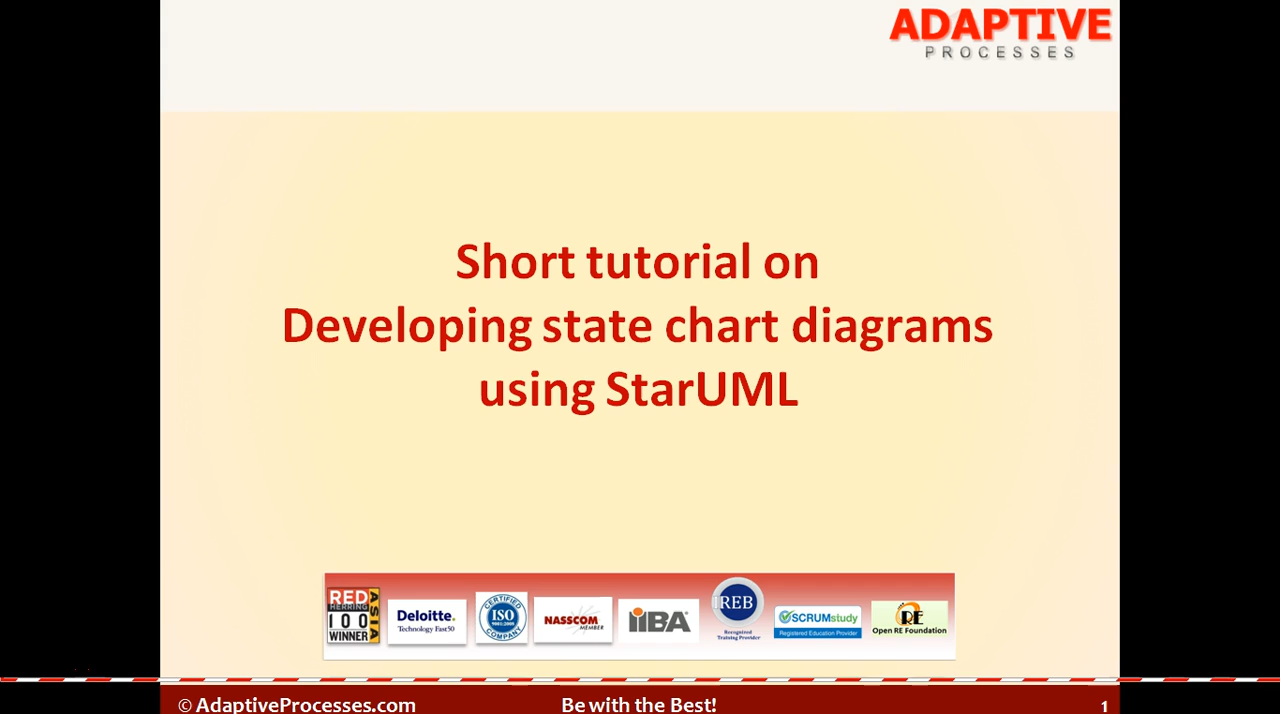 ADAPTIVE
PROCESSES
Short tutorial on
Developing state chart diagrams
using StarUML
RED
HERRING
100
WINNER
ASIA
Deloitte.
Technology Fast50
CERTIFIED
ISO
9001:2008
COMPANY
NASSCOM
MEMBER
iiBA
IREB
Recognized
Training Provider
SCRUMstudy
Registered Education Provider
RE
Open RE Foundation
© AdaptiveProcesses.com
Be with the Best!
1